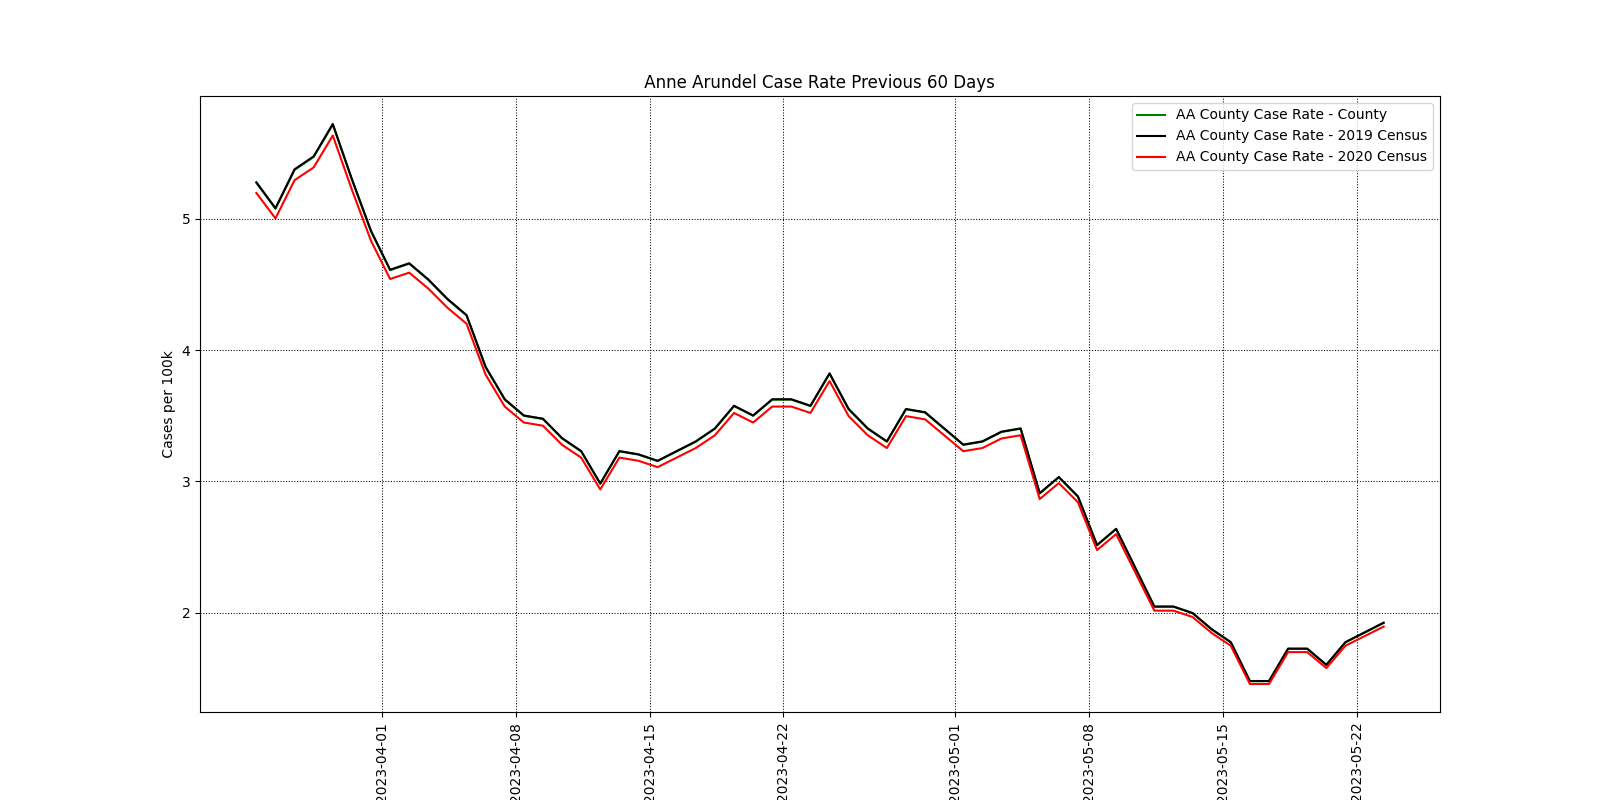 Anne Arundel Case Rate Previous 60 Days
AA County Case Rate - County
AA County Case Rate - 2019 Census
AA County Case Rate - 2020 Census
Cases per 100k
5
4
3
2
2023-04-01
2023-04-08
2023-04-15
2023-04-22
2023-05-01
2023-05-08
2023-05-15
2023-05-22